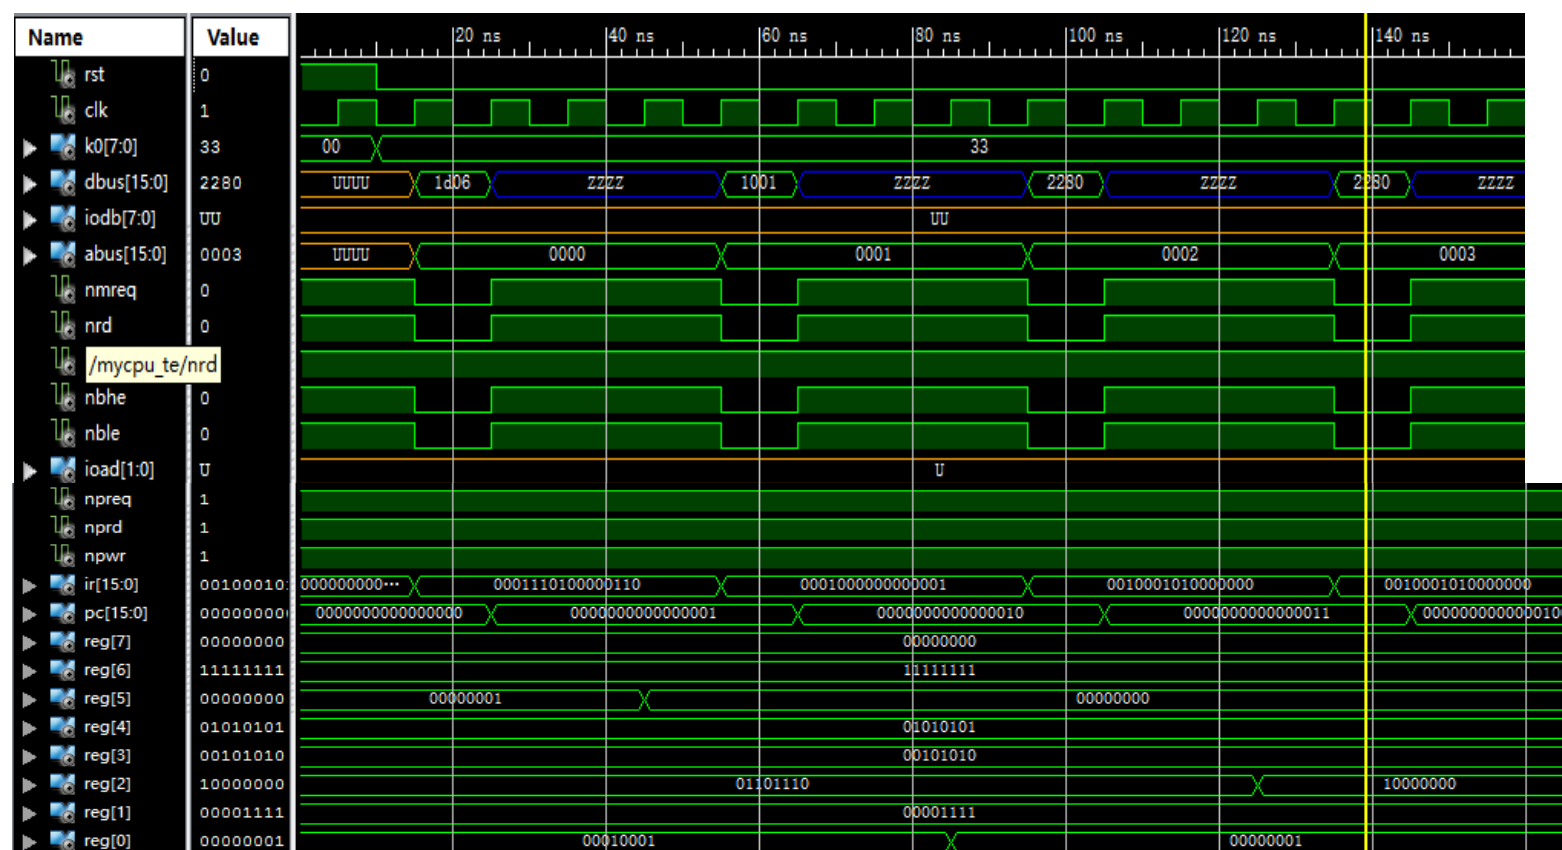 Name Value 20 ns 40 ns 60 ns 80 ns 100 ns 120 ns 140 ns
rst 0
clk 1
k0[7:0] 33 00 33
dbus[15:0] 2280 UUUU 1d06 ZZZZ 1001 ZZZZ 2280 ZZZZ 2280 ZZZZ
iodb[7:0] UU UU
abus[15:0] 0003 UUUU 0000 0001 0002 0003
nmreq 0
nrd 0
/mycpu_te/nrd
nbhe 0
nble 0
ioad[1:0] U U
npreq 1
nprd 1
npwr 1
ir[15:0] 001000101 000000000··· 0001110100000110 0001000000000001 0010001010000000 0010001010000000
pc[15:0] 000000000 0000000000000000 0000000000000001 0000000000000010 0000000000000011 0000000000000100
reg[7] 00000000 00000000
reg[6] 11111111 11111111
reg[5] 00000000 00000001 00000000
reg[4] 01010101 01010101
reg[3] 00101010 00101010
reg[2] 10000000 01101110 10000000
reg[1] 00001111 00001111
reg[0] 00000001 00010001 00000001